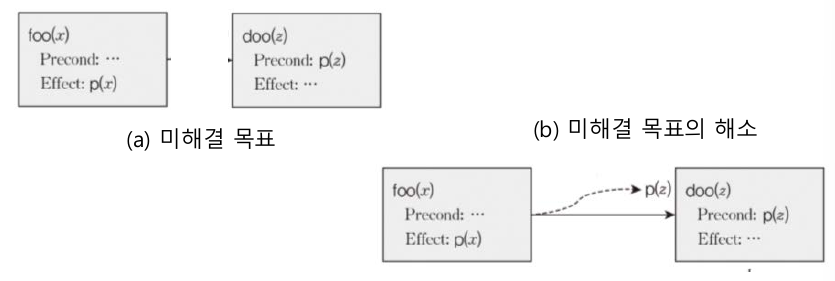 foo(x)
Precond: ···
Effect: p(x)
doo(z)
Precond: p(z)
Effect: ···
(a) 미해결 목표
(b) 미해결 목표의 해소
foo(x)
Precond: ···
Effect: p(x)
p(z)
doo(z)
Precond: p(z)
Effect: ···